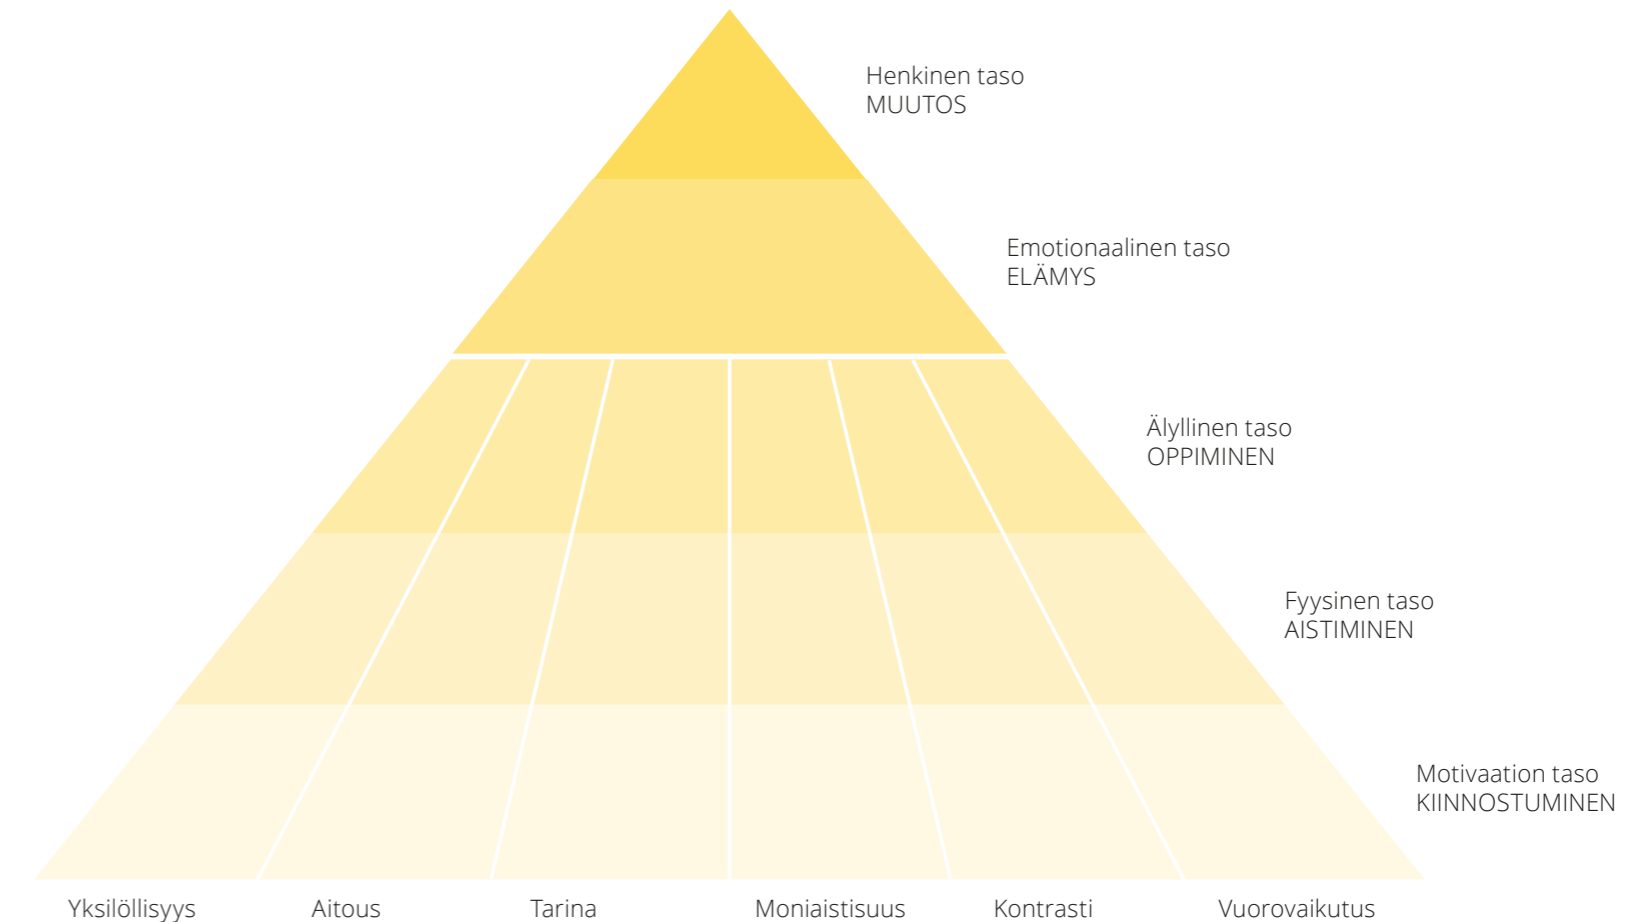 Henkinen taso
MUUTOS
Emotionaalinen taso
ELÄMYS
Älyllinen taso
OPPIMINEN
Fyysinen taso
AISTIMINEN
Motivaation taso
KIINNOSTUMINEN
Yksilöllisyys Aitous Tarina Moniaistisuus Kontrasti Vuorovaikutus